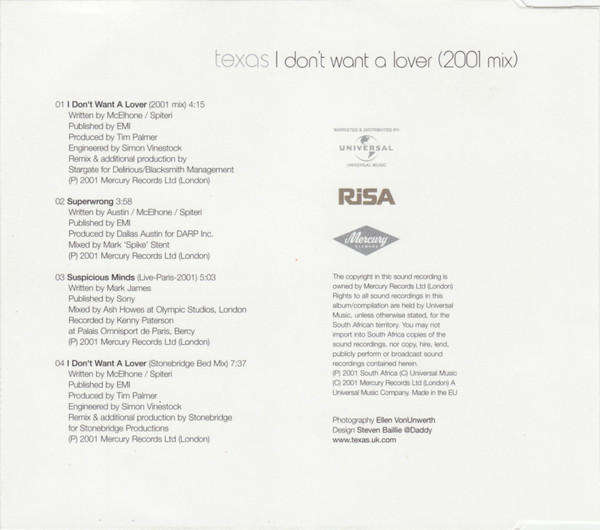 texas I don't want a lover (2001 mix)
01 I Don't Want A Lover (2001 mix) 4:15
Written by McElhone / Spiteri
Published by EMI
Produced by Tim Palmer
Engineered by Simon Vinestock
Remix & additional production by
Stargate for Delirious/Blacksmith Management
(P) 2001 Mercury Records Ltd (London)
02 Superwrong 3:58
Written by Austin / McElhone / Spiteri
Published by EMI
Produced by Dallas Austin for DARP Inc.
Mixed by Mark 'Spike' Stent
(P) 2001 Mercury Records Ltd (London)
03 Suspicious Minds (Live-Paris-2001) 5:03
Written by Mark James
Published by Sony
Mixed by Ash Howes at Olympic Studios, London
Recorded by Kenny Paterson
at Palais Omnisport de Paris, Bercy
(P) 2001 Mercury Records Ltd (London)
04 I Don't Want A Lover (Stonebridge Bed Mix) 7:37
Written by McElhone / Spiteri
Published by EMI
Produced by Tim Palmer
Engineered by Simon Vinestock
Remix & additional production by Stonebridge
for Stonebridge Productions
(P) 2001 Mercury Records Ltd (London)
MARKETED & DISTRIBUTED BY:
UNIVERSAL
UNIVERSAL MUSIC
RiSA
Mercury
RECORDS
The copyright in this sound recording is
owned by Mercury Records Ltd (London)
Rights to all sound recordings in this
album/compilation are held by Universal
Music, unless otherwise stated, for the
South African territory. You may not
import into South Africa copies of the
sound recordings, nor copy, hire, lend,
publicly perform or broadcast sound
recordings contained herein.
(P) 2001 South Africa (C) Universal Music
(C) 2001 Mercury Records Ltd (London) A
Universal Music Company. Made in the EU
Photography Ellen VonUnwerth
Design Steven Baillie @Daddy
www.texas.uk.com